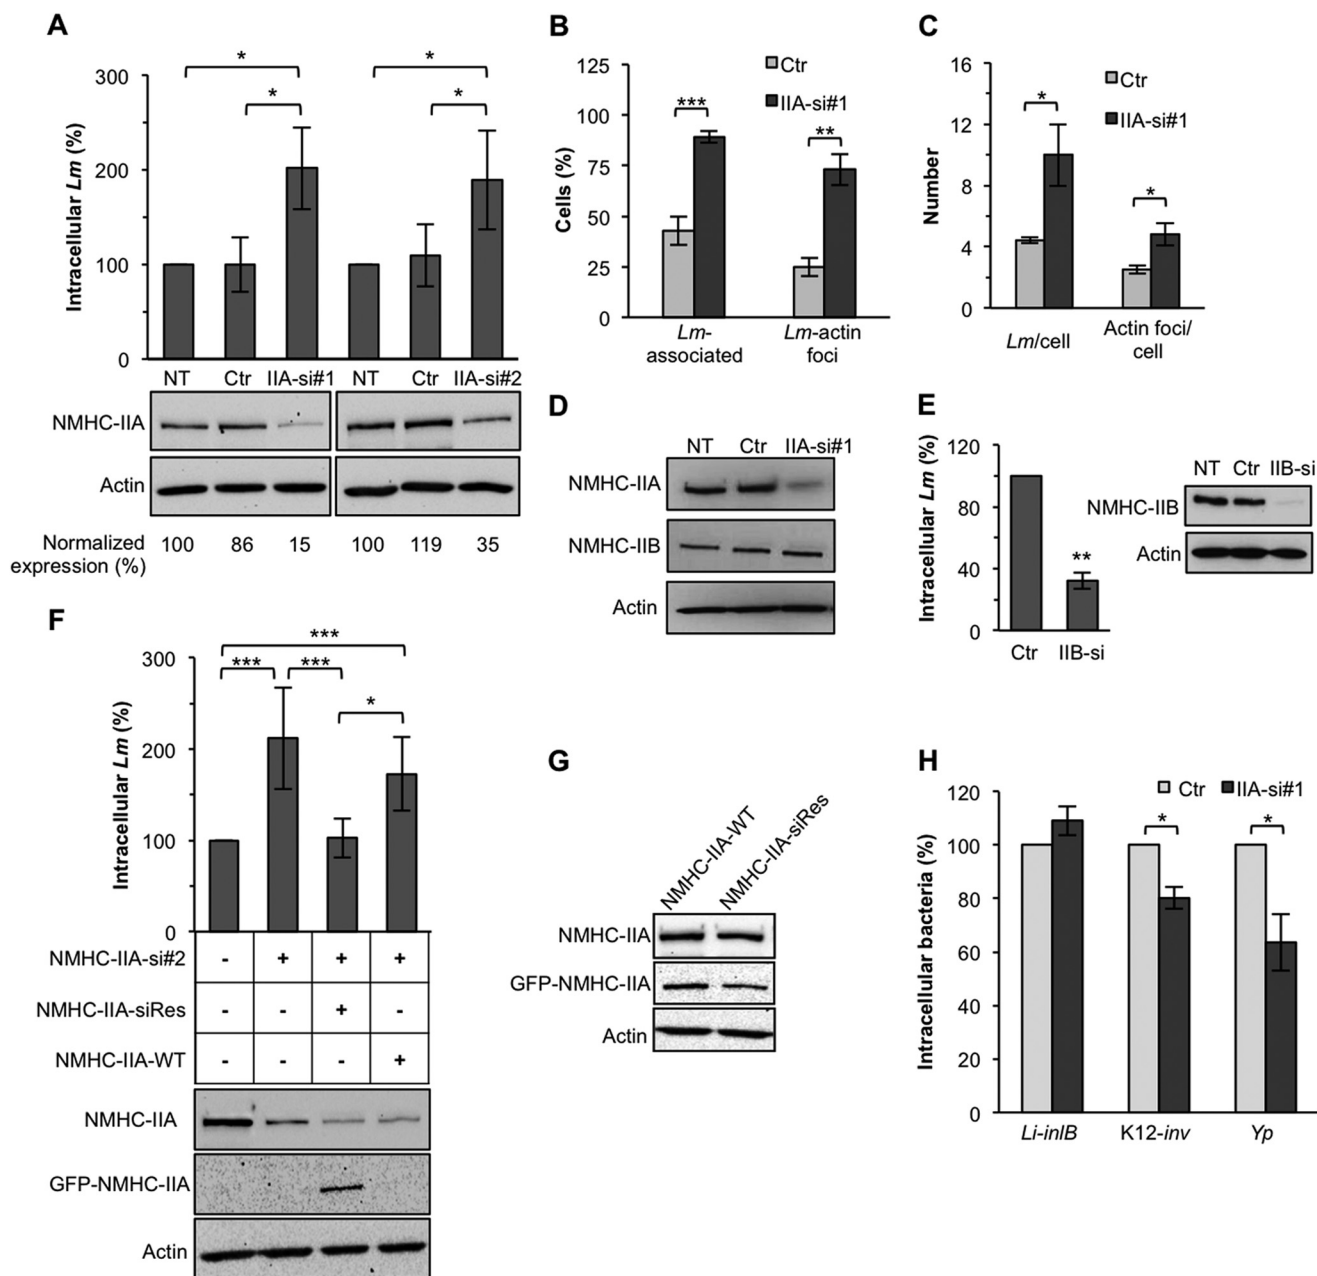 A
*
*
*
*
300
200
100
0
Intracellular Lm (%)
NT Ctr IIA-si#1 NT Ctr IIA-si#2
NMHC-IIA
Actin
Normalized
expression (%)
100 86 15 100 119 35
B
125
100
75
50
25
0
Cells (%)
Ctr
IIA-si#1
***
**
Lm-
associated
Lm-actin
foci
C
16
12
8
4
0
Number
Ctr
IIA-si#1
*
*
Lm/cell
Actin foci/
cell
D
NT Ctr IIA-si#1
NMHC-IIA
NMHC-IIB
Actin
E
120
100
80
60
40
20
0
Intracellular Lm (%)
**
Ctr IIB-si
NT Ctr IIB-si
NMHC-IIB
Actin
F
***
*** ***
*
300
200
100
0
Intracellular Lm (%)
NMHC-IIA-si#2 - + + +
NMHC-IIA-siRes - - + -
NMHC-IIA-WT - - - +
NMHC-IIA
GFP-NMHC-IIA
Actin
G
NMHC-IIA-WT
NMHC-IIA-siRes
NMHC-IIA
GFP-NMHC-IIA
Actin
H
120
100
80
60
40
20
0
Intracellular bacteria (%)
Ctr IIA-si#1
* *
Li-inlB K12-inv Yp